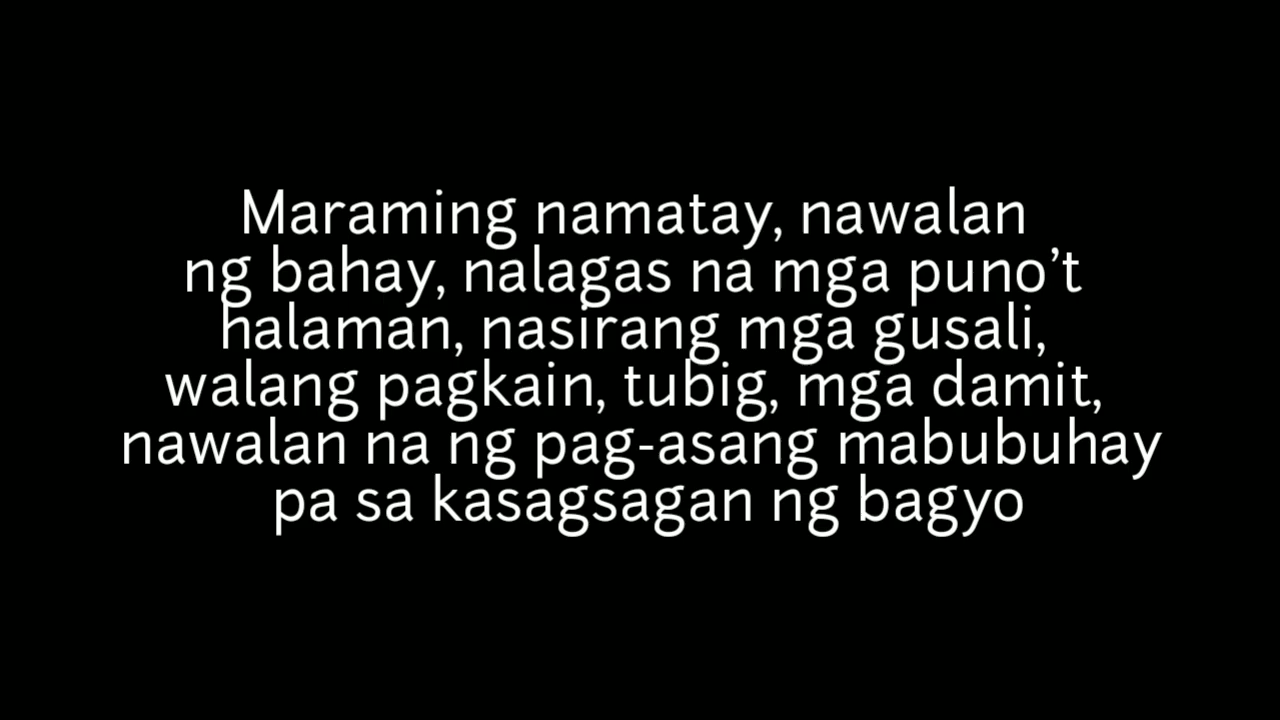 Maraming namatay, nawalan
ng bahay, nalagas na mga puno’t
halaman, nasirang mga gusali,
walang pagkain, tubig, mga damit,
nawalan na ng pag-asang mabubuhay
pa sa kasagsagan ng bagyo